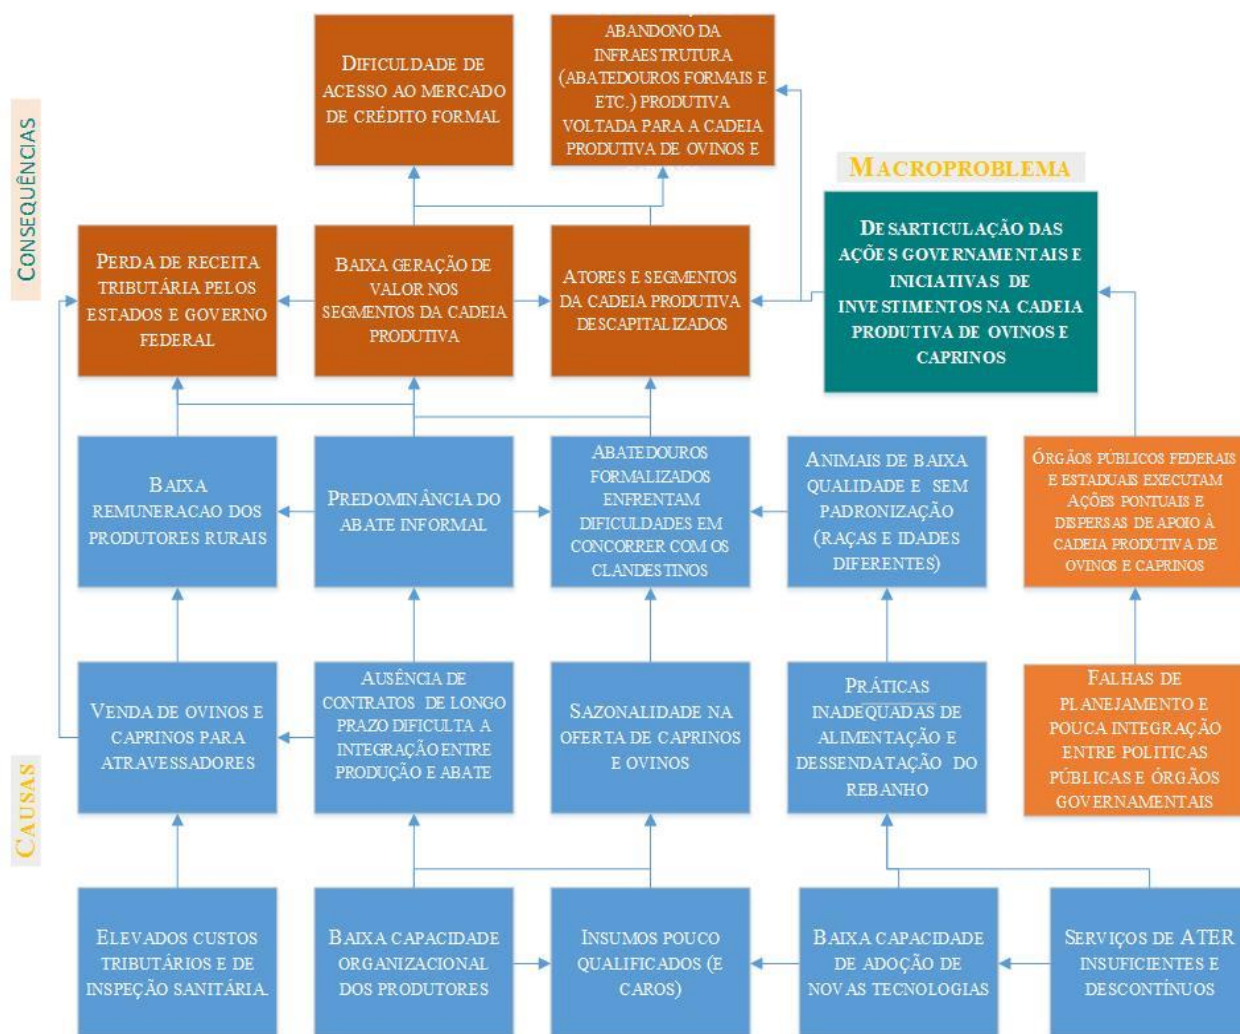 DIFICULDADE DE
ACESSO AO MERCADO
DE CRÉDITO FORMAL
ABANDONO DA
INFRAESTRUTURA
(ABATEDOUROS FORMAIS E
ETC.) PRODUTIVA
VOLTADA PARA A CADEIA
PRODUTIVA DE OVINOS E
CONSEQUÊNCIAS
MACROPROBLEMA
DESARTICULAÇÃO DAS
AÇÕES GOVERNAMENTAIS E
INICIATIVAS DE
INVESTIMENTOS NA CADEIA
PRODUTIVA DE OVINOS E
CAPRINOS
PERDA DE RECEITA
TRIBUTÁRIA PELOS
ESTADOS E GOVERNO
FEDERAL
BAIXA GERAÇÃO DE
VALOR NOS
SEGMENTOS DA CADEIA
PRODUTIVA
ATORES E SEGMENTOS
DA CADEIA PRODUTIVA
DESCAPITALIZADOS
BAIXA
REMUNERACAO DOS
PRODUTORES RURAIS
PREDOMINÂNCIA DO
ABATE INFORMAL
ABATEDOUROS
FORMALIZADOS
ENFRENTAM
DIFICULDADES EM
CONCORRER COM OS
CLANDESTINOS
ANIMAIS DE BAIXA
QUALIDADE E SEM
PADRONIZAÇÃO
(RAÇAS E IDADES
DIFERENTES)
ÓRGÃOS PÚBLICOS FEDERAIS
E ESTADUAIS EXECUTAM
AÇÕES PONTUAIS E
DISPERSAS DE APOIO À
CADEIA PRODUTIVA DE
OVINOS E CAPRINOS
CAUSAS
VENDA DE OVINOS E
CAPRINOS PARA
ATRAVESSADORES
AUSÊNCIA DE
CONTRATOS DE LONGO
PRAZO DIFICULTA A
INTEGRAÇÃO ENTRE
PRODUÇÃO E ABATE
SAZONALIDADE NA
OFERTA DE CAPRINOS
E OVINOS
PRÁTICAS
INADEQUADAS DE
ALIMENTAÇÃO E
DESSENDATAÇÃO DO
REBANHO
FALHAS DE
PLANEJAMENTO E
POUCA INTEGRAÇÃO
ENTRE POLITICAS
PÚBLICAS E ÓRGÃOS
GOVERNAMENTAIS
ELEVADOS CUSTOS
TRIBUTÁRIOS E DE
INSPEÇÃO SANITÁRIA.
BAIXA CAPACIDADE
ORGANIZACIONAL
DOS PRODUTORES
INSUMOS POUCO
QUALIFICADOS (E
CAROS)
BAIXA CAPACIDADE
DE ADOÇÃO DE
NOVAS TECNOLOGIAS
SERVIÇOS DE ATER
INSUFICIENTES E
DESCONTÍNUOS